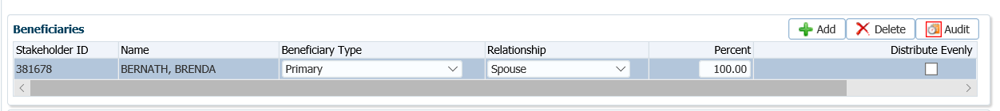 Beneficiaries Add Delete Audit
Stakeholder ID Name Beneficiary Type Relationship Percent Distribute Evenly
381678 BERNATH, BRENDA Primary Spouse 100.00